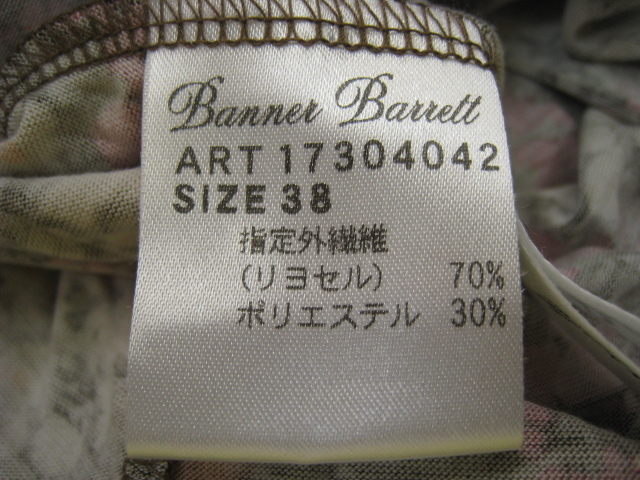 Banner Barrett
ART 17304042
SIZE 38
指定外繊維
(リヨセル) 70%
ポリエステル 30%